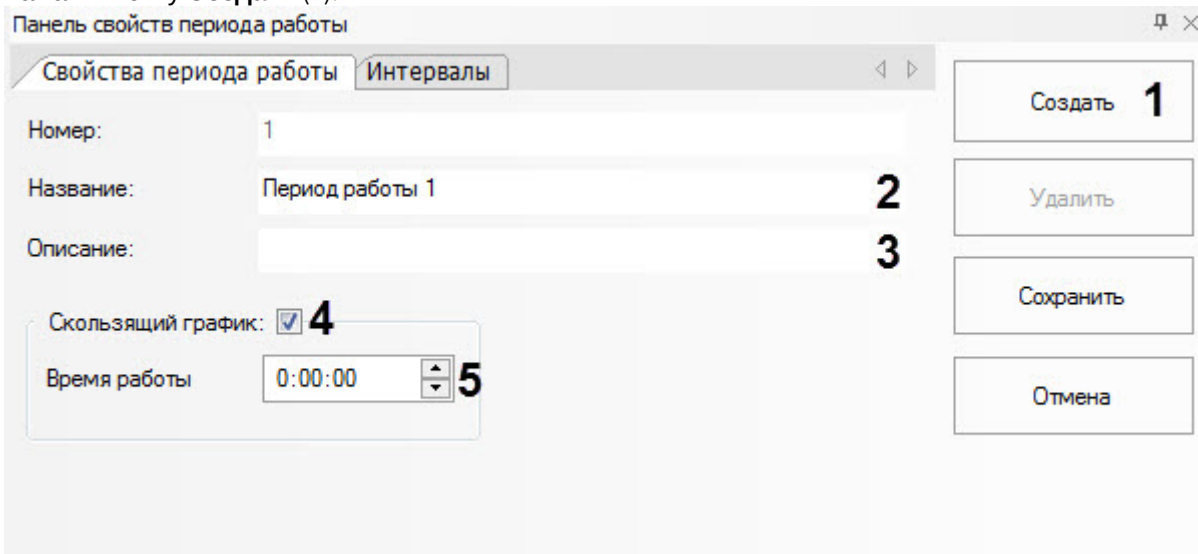 Панель свойств периода работы
Свойства периода работы Интервалы
Создать 1
Номер: 1
Название: Период работы 1 2
Удалить
Описание: 3
Сохранить
Скользящий график: 4
Время работы 0:00:00 5
Отмена